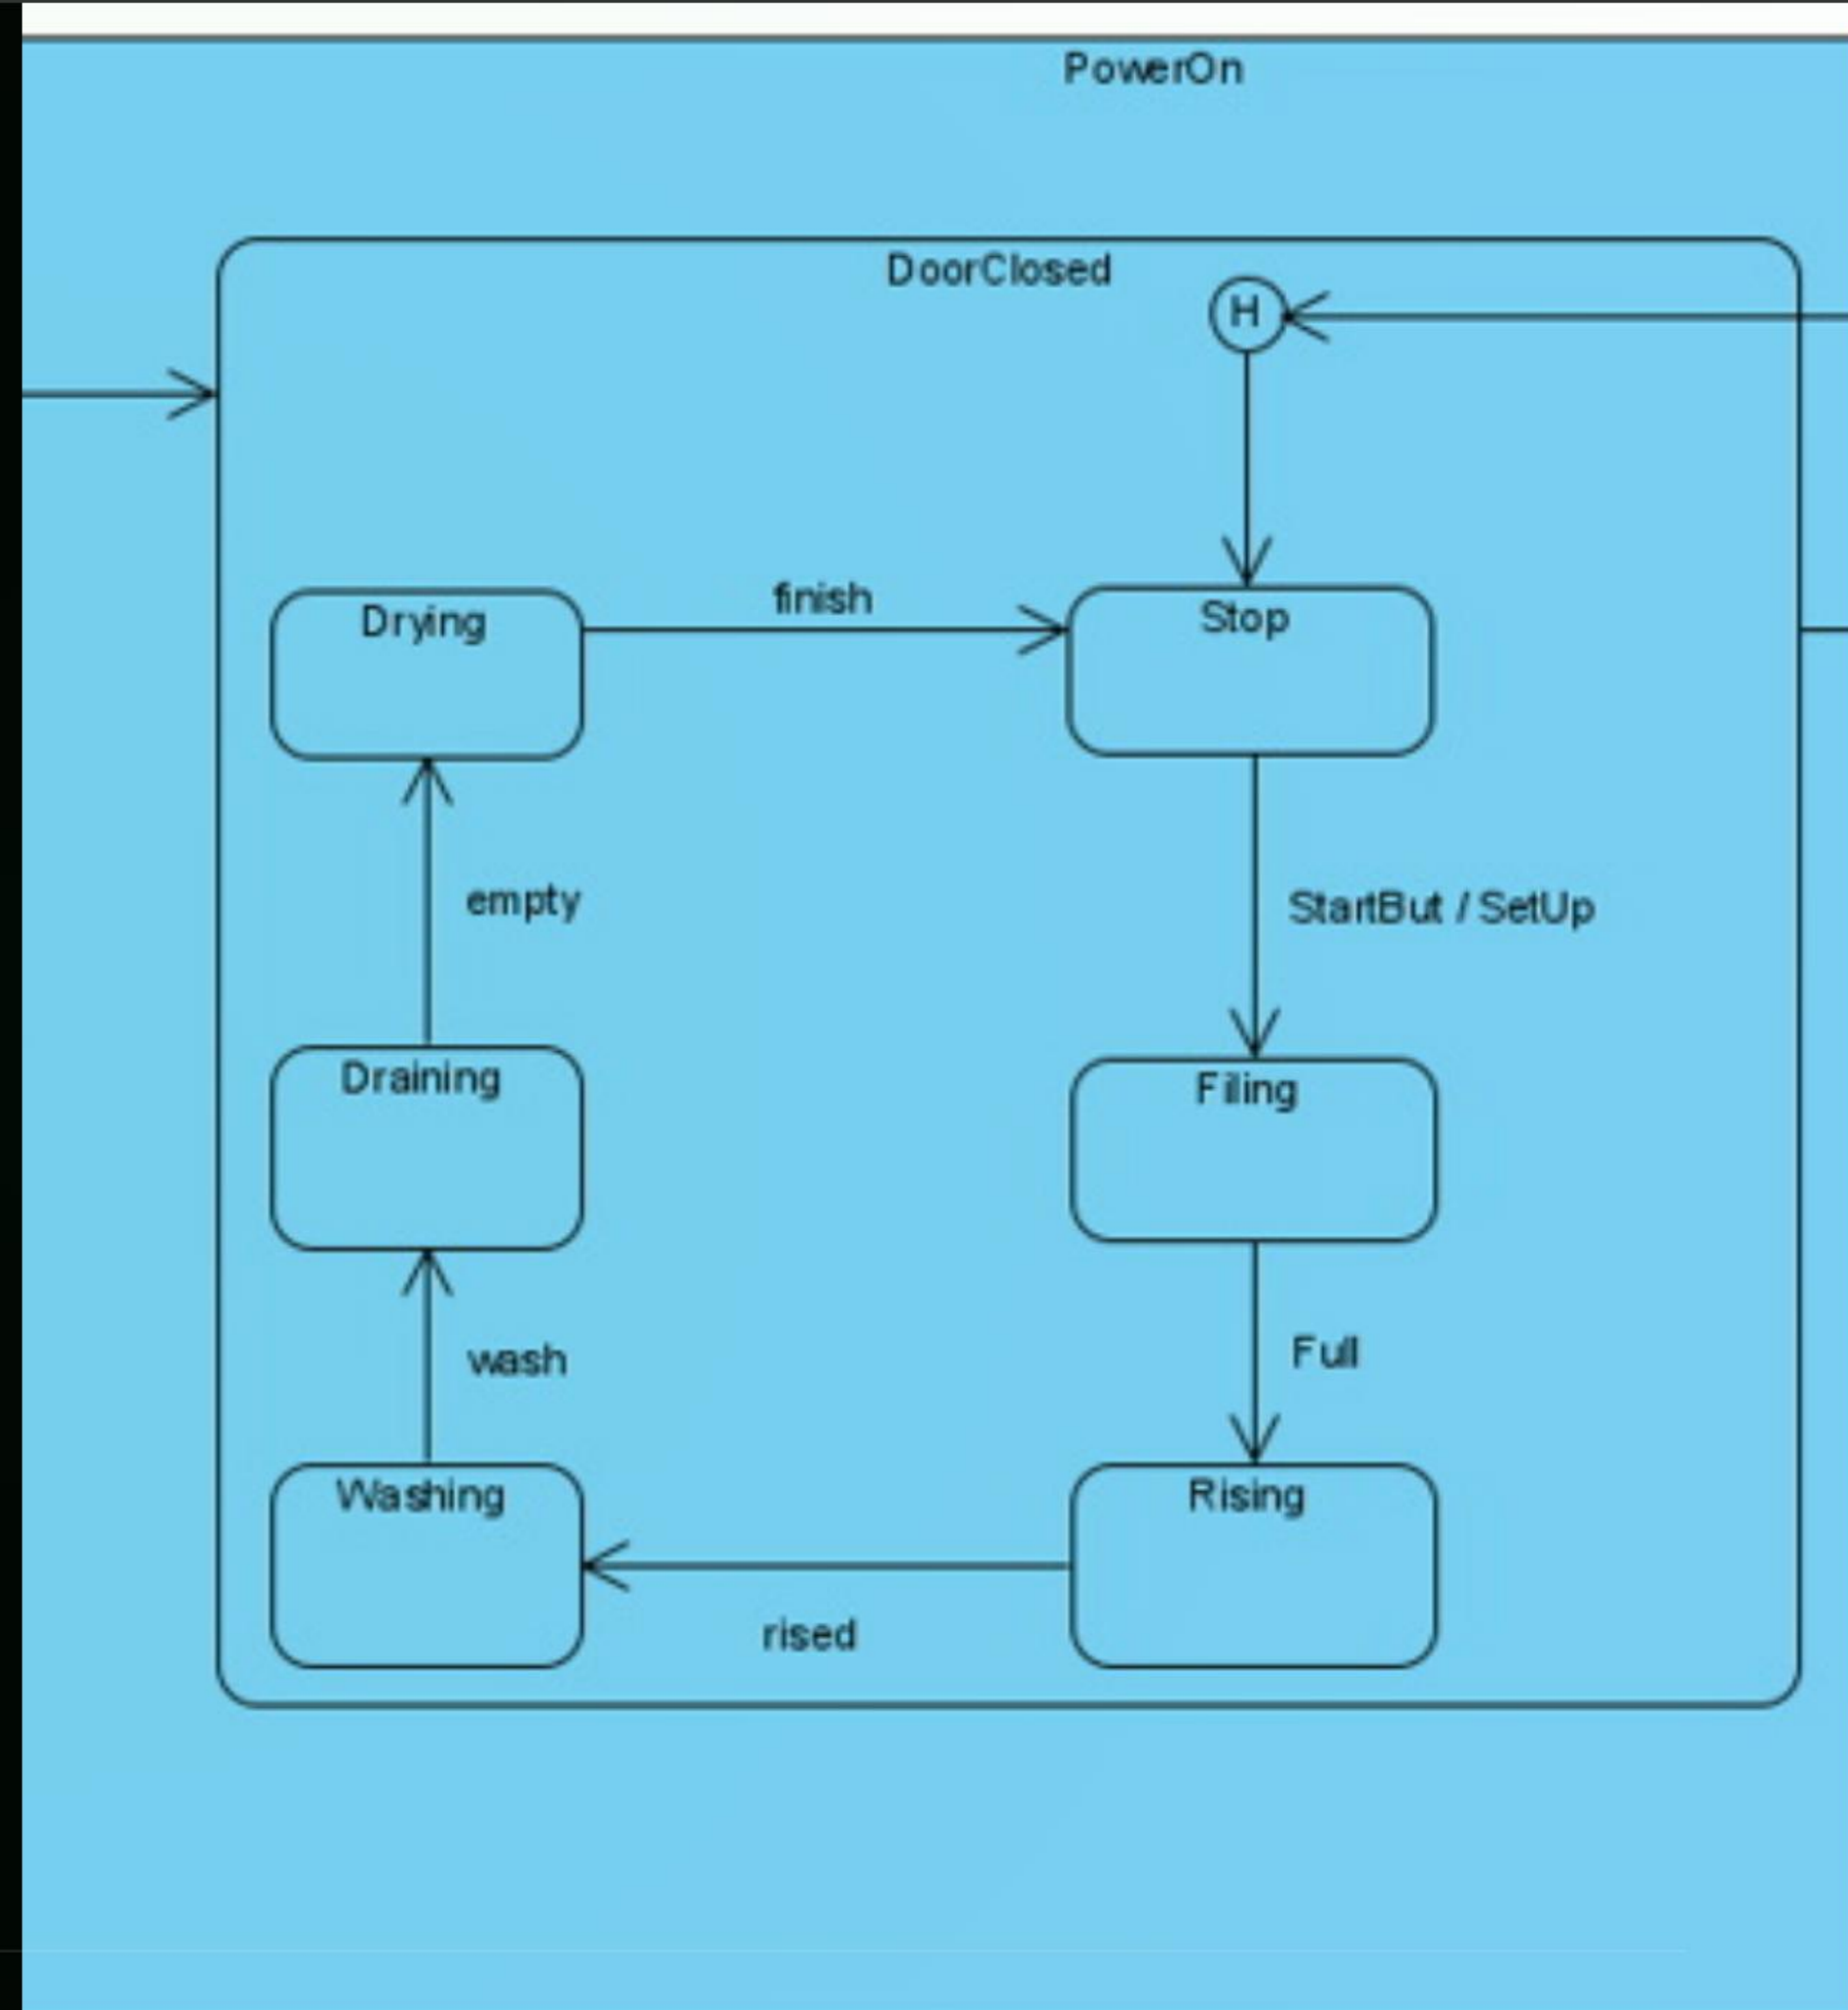 PowerOn
DoorClosed
H
Drying
finish
Stop
empty
StartBut / SetUp
Draining
Filing
wash
Full
Washing
Rising
rised